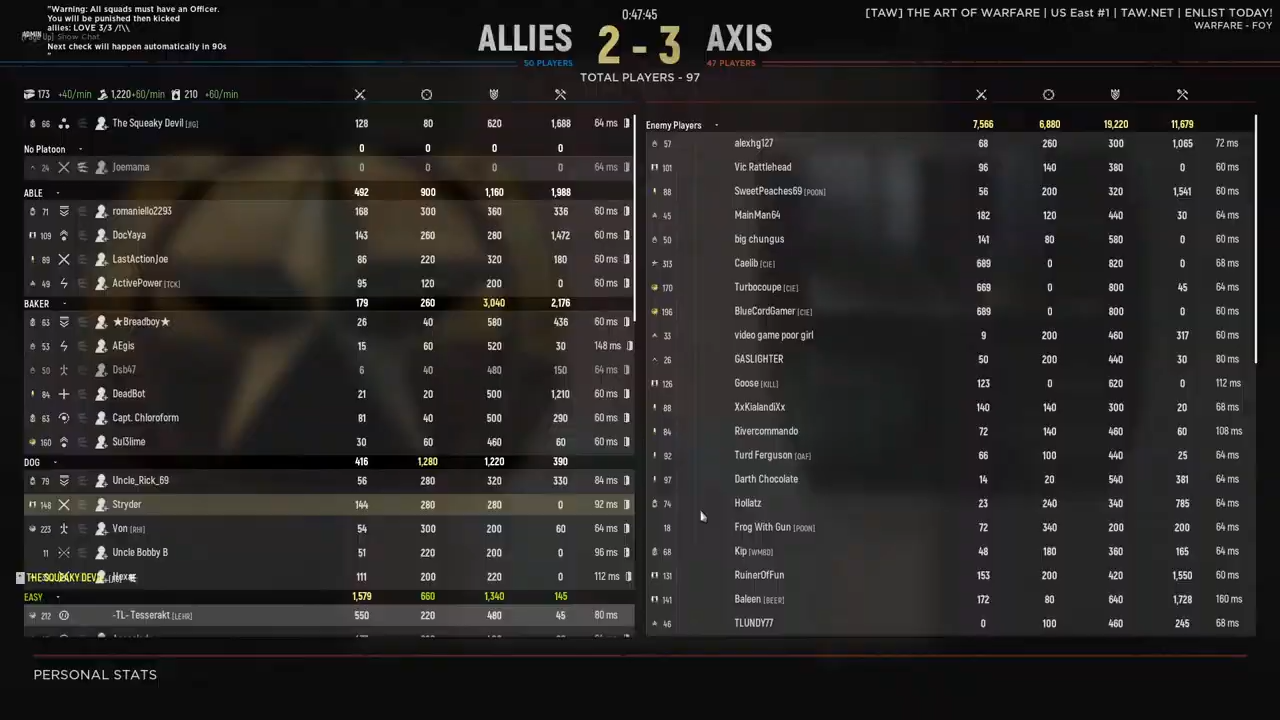 "Warning: All squads must have an Officer.
You will be punished then kicked
allies: LOVE 3/3 /!\\
Show Chat
Next check will happen automatically in 90s
"
0:47:45
ALLIES 2 - 3 AXIS
50 PLAYERS 47 PLAYERS
TOTAL PLAYERS - 97
[TAW] THE ART OF WARFARE | US East #1 | TAW.NET | ENLIST TODAY!
WARFARE - FOY
173 +40/min 1,220 +60/min 210 +60/min
66 The Squeaky Devil [JIG] 128 80 620 1,688 64 ms
No Platoon - 0 0 0 0
24 Joemama 0 0 0 0 64 ms
ABLE - 492 900 1,160 1,988
71 romaniello2293 168 300 360 336 60 ms
109 DocYaya 143 260 280 1,472 60 ms
89 LastActionJoe 86 220 320 180 60 ms
49 ActivePower [TCK] 95 120 200 0 60 ms
BAKER - 179 260 3,040 2,176
63 ★Breadboy★ 26 40 580 436 60 ms
53 AEgis 15 60 520 30 148 ms
50 Dsb47 6 40 480 150 64 ms
84 DeadBot 21 20 500 1,210 60 ms
63 Capt. Chloroform 81 40 500 290 60 ms
160 Sul3lime 30 60 460 60 60 ms
DOG - 416 1,280 1,220 390
79 Uncle_Rick_69 56 280 320 330 84 ms
148 Stryder 144 280 280 0 92 ms
223 Von [RHI] 54 300 200 60 64 ms
11 Uncle Bobby B 51 220 200 0 96 ms
THE SQUEAKY DEV 111 200 220 0 112 ms
EASY - 1,579 660 1,340 145
212 -TL- Tesserakt [LEHR] 550 220 480 45 80 ms
Enemy Players - 7,566 6,880 19,220 11,679
57 alexhg127 68 260 300 1,065 72 ms
101 Vic Rattlehead 96 140 380 0 60 ms
88 SweetPeaches69 [POON] 56 200 320 1,541 60 ms
45 MainMan64 182 120 440 30 64 ms
50 big chungus 141 80 580 0 60 ms
313 Caelib [CIE] 689 0 820 0 68 ms
170 Turbocoupe [CIE] 669 0 800 45 64 ms
196 BlueCordGamer [CIE] 689 0 800 0 60 ms
33 video game poor girl 9 200 460 317 60 ms
26 GASLIGHTER 50 200 440 30 80 ms
126 Goose [KILL] 123 0 620 0 112 ms
88 XxKialandiXx 140 140 300 20 68 ms
84 Rivercommando 72 140 460 60 108 ms
92 Turd Ferguson [OAF] 66 100 440 25 64 ms
97 Darth Chocolate 14 20 540 381 64 ms
74 Hollatz 23 240 340 785 64 ms
18 Frog With Gun [POON] 72 340 200 200 64 ms
68 Kip [WMBD] 48 180 360 165 64 ms
131 RuinerOfFun 153 200 420 1,550 60 ms
141 Baleen [BEER] 172 80 640 1,728 160 ms
46 TLUNDY77 0 100 460 245 68 ms
PERSONAL STATS